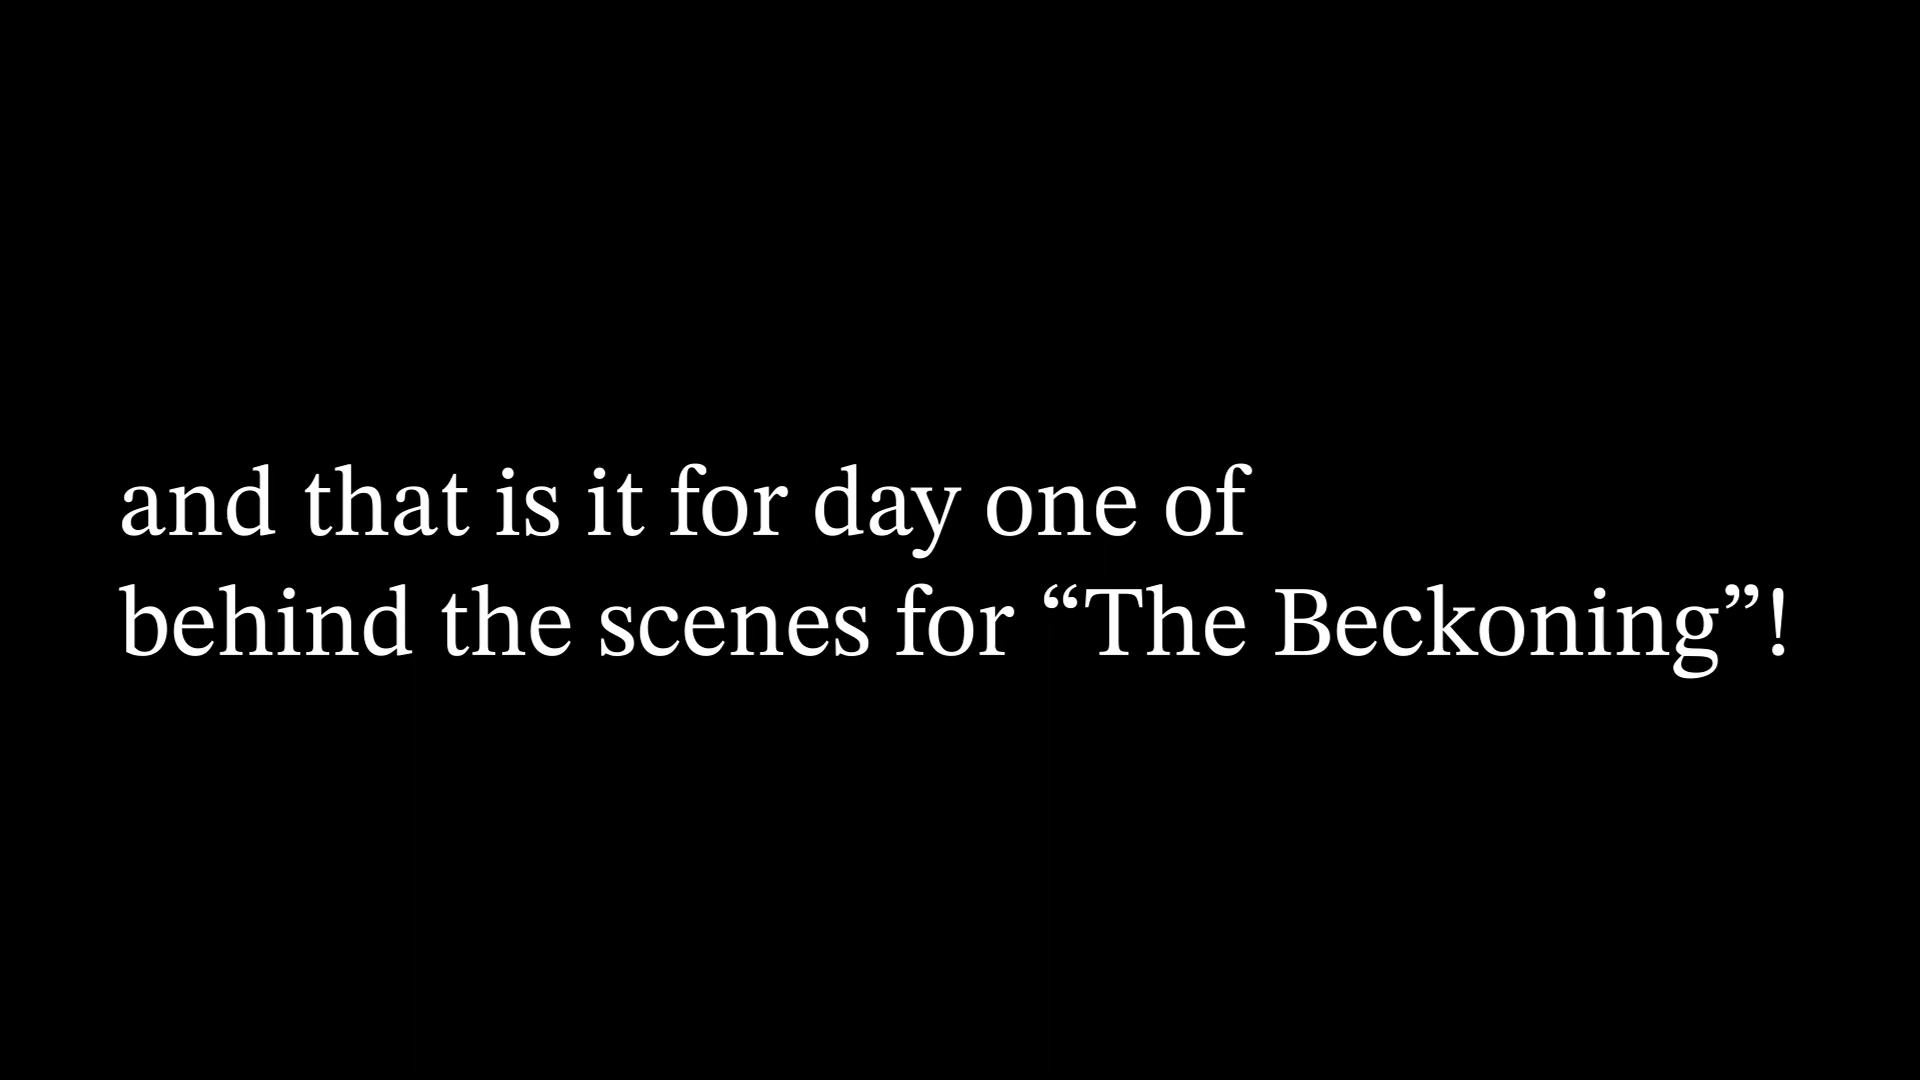 and that is it for day one of
behind the scenes for “The Beckoning”!